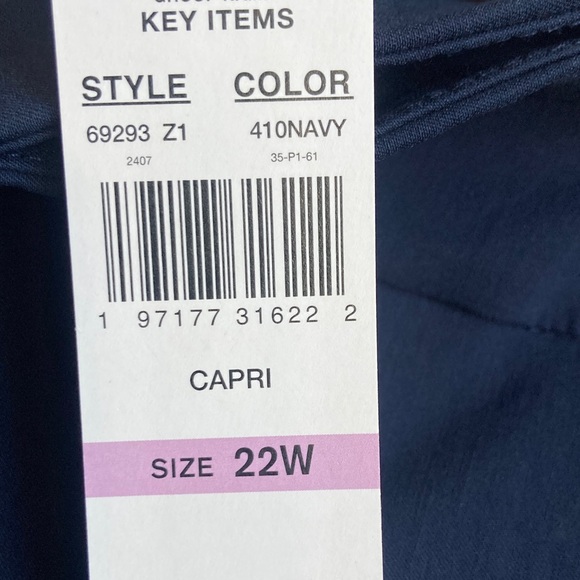 KEY ITEMS
STYLE COLOR
69293 Z1 410NAVY
2407 35-P1-61
1 97177 31622 2
CAPRI
SIZE 22W